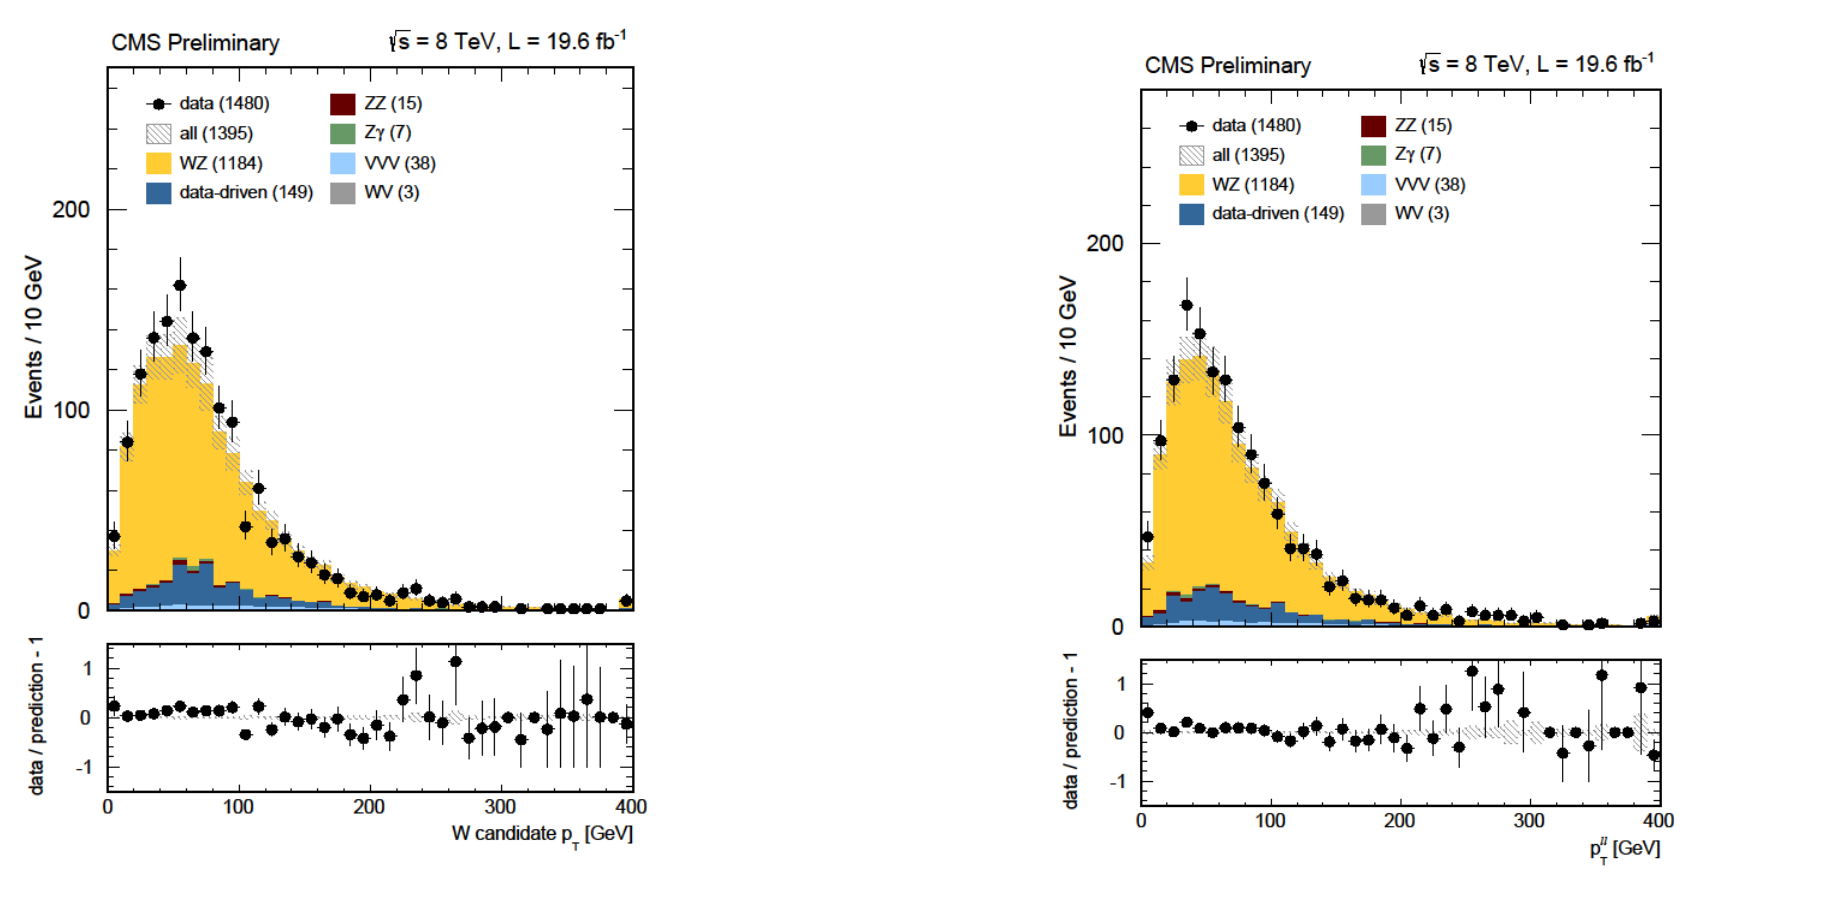 CMS Preliminary √s = 8 TeV, L = 19.6 fb-1
data (1480) ZZ (15)
all (1395) Zγ (7)
WZ (1184) VVV (38)
data-driven (149) WV (3)
Events / 10 GeV
200
100
0
data / prediction - 1
1
0
-1
0 100 200 300 400
W candidate pT [GeV]
CMS Preliminary √s = 8 TeV, L = 19.6 fb-1
data (1480) ZZ (15)
all (1395) Zγ (7)
WZ (1184) VVV (38)
data-driven (149) WV (3)
Events / 10 GeV
200
100
0
data / prediction - 1
1
0
-1
0 100 200 300 400
pTll [GeV]